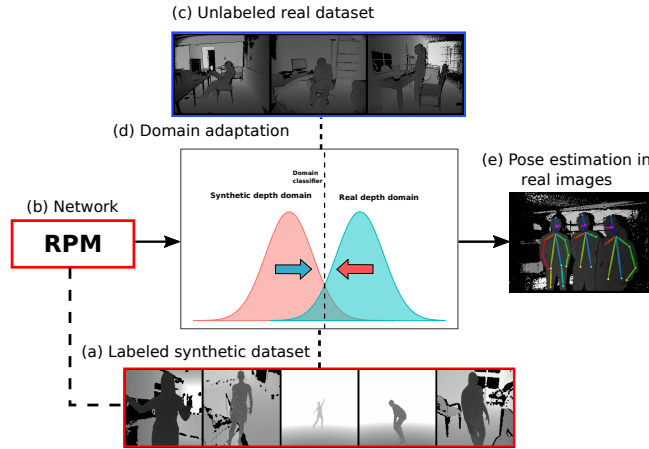 (c) Unlabeled real dataset
(d) Domain adaptation
Domain
classifier
Synthetic depth domain
Real depth domain
(e) Pose estimation in
real images
(b) Network
RPM
(a) Labeled synthetic dataset